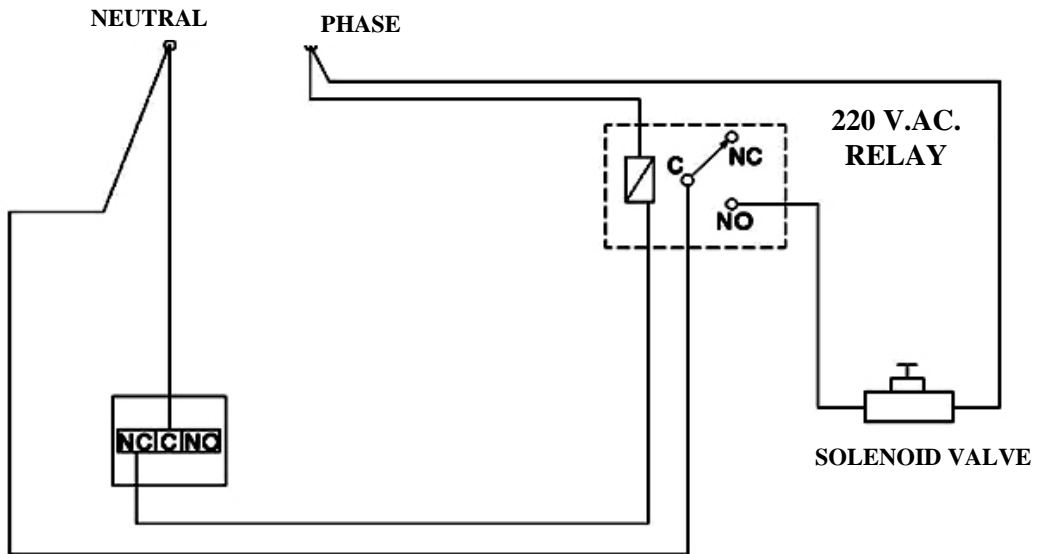 NEUTRAL
PHASE
220 V.AC.
RELAY
C
NC
NO
NC C NO
SOLENOID VALVE